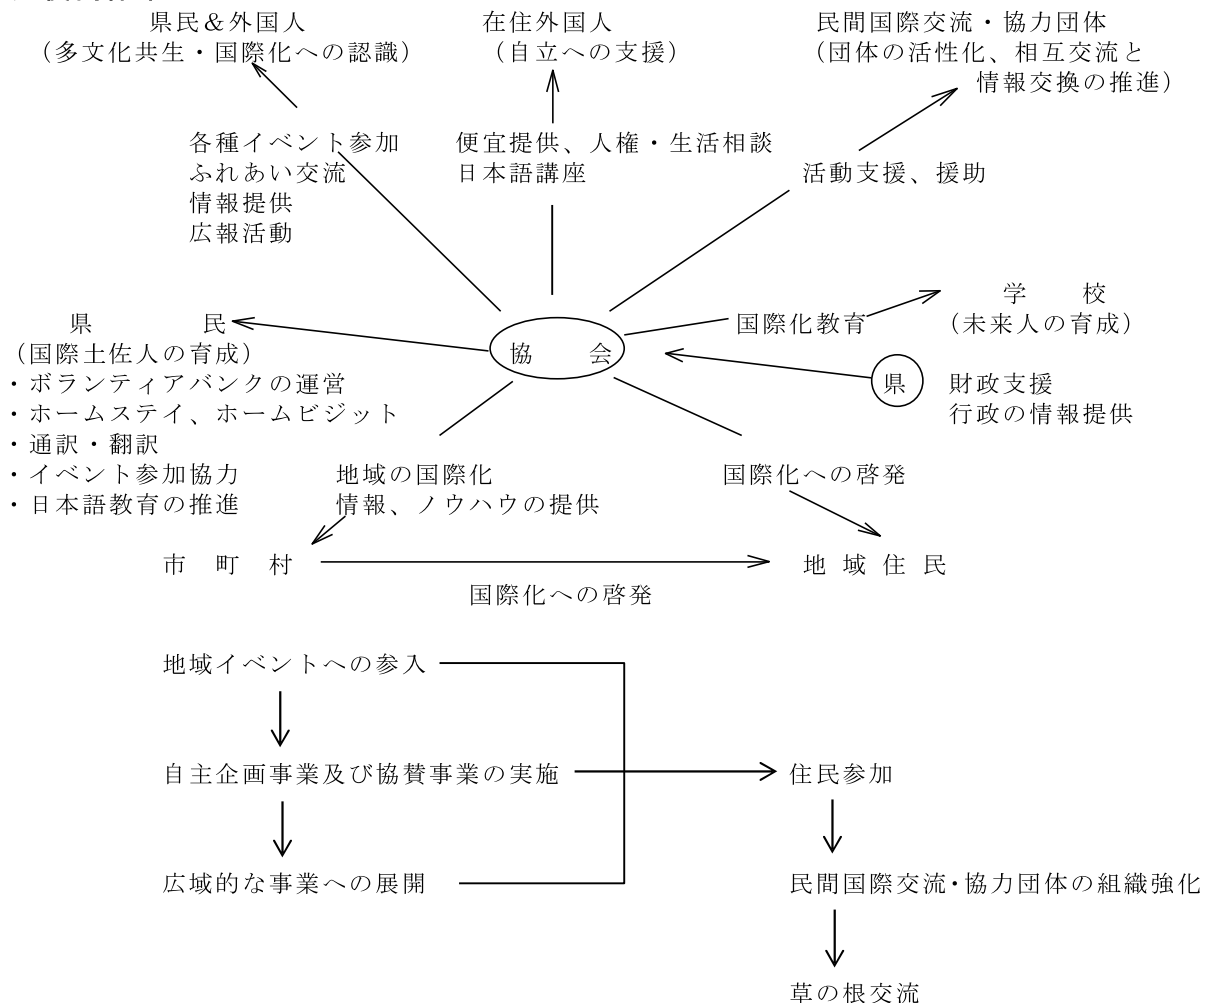 県民＆外国人
（多文化共生・国際化への認識）
在住外国人
（自立への支援）
民間国際交流・協力団体
（団体の活性化、相互交流と
情報交換の推進）
各種イベント参加
ふれあい交流
情報提供
広報活動
便宜提供、人権・生活相談
日本語講座
活動支援、援助
学　校
（未来人の育成）
国際化教育
県　民
（国際土佐人の育成）
・ボランティアバンクの運営
・ホームステイ、ホームビジット
・通訳・翻訳
・イベント参加協力
・日本語教育の推進
協　会
県
財政支援
行政の情報提供
地域の国際化
情報、ノウハウの提供
国際化への啓発
市　町　村
地 域 住 民
国際化への啓発
地域イベントへの参入
自主企画事業及び協賛事業の実施
広域的な事業への展開
住民参加
民間国際交流・協力団体の組織強化
草の根交流